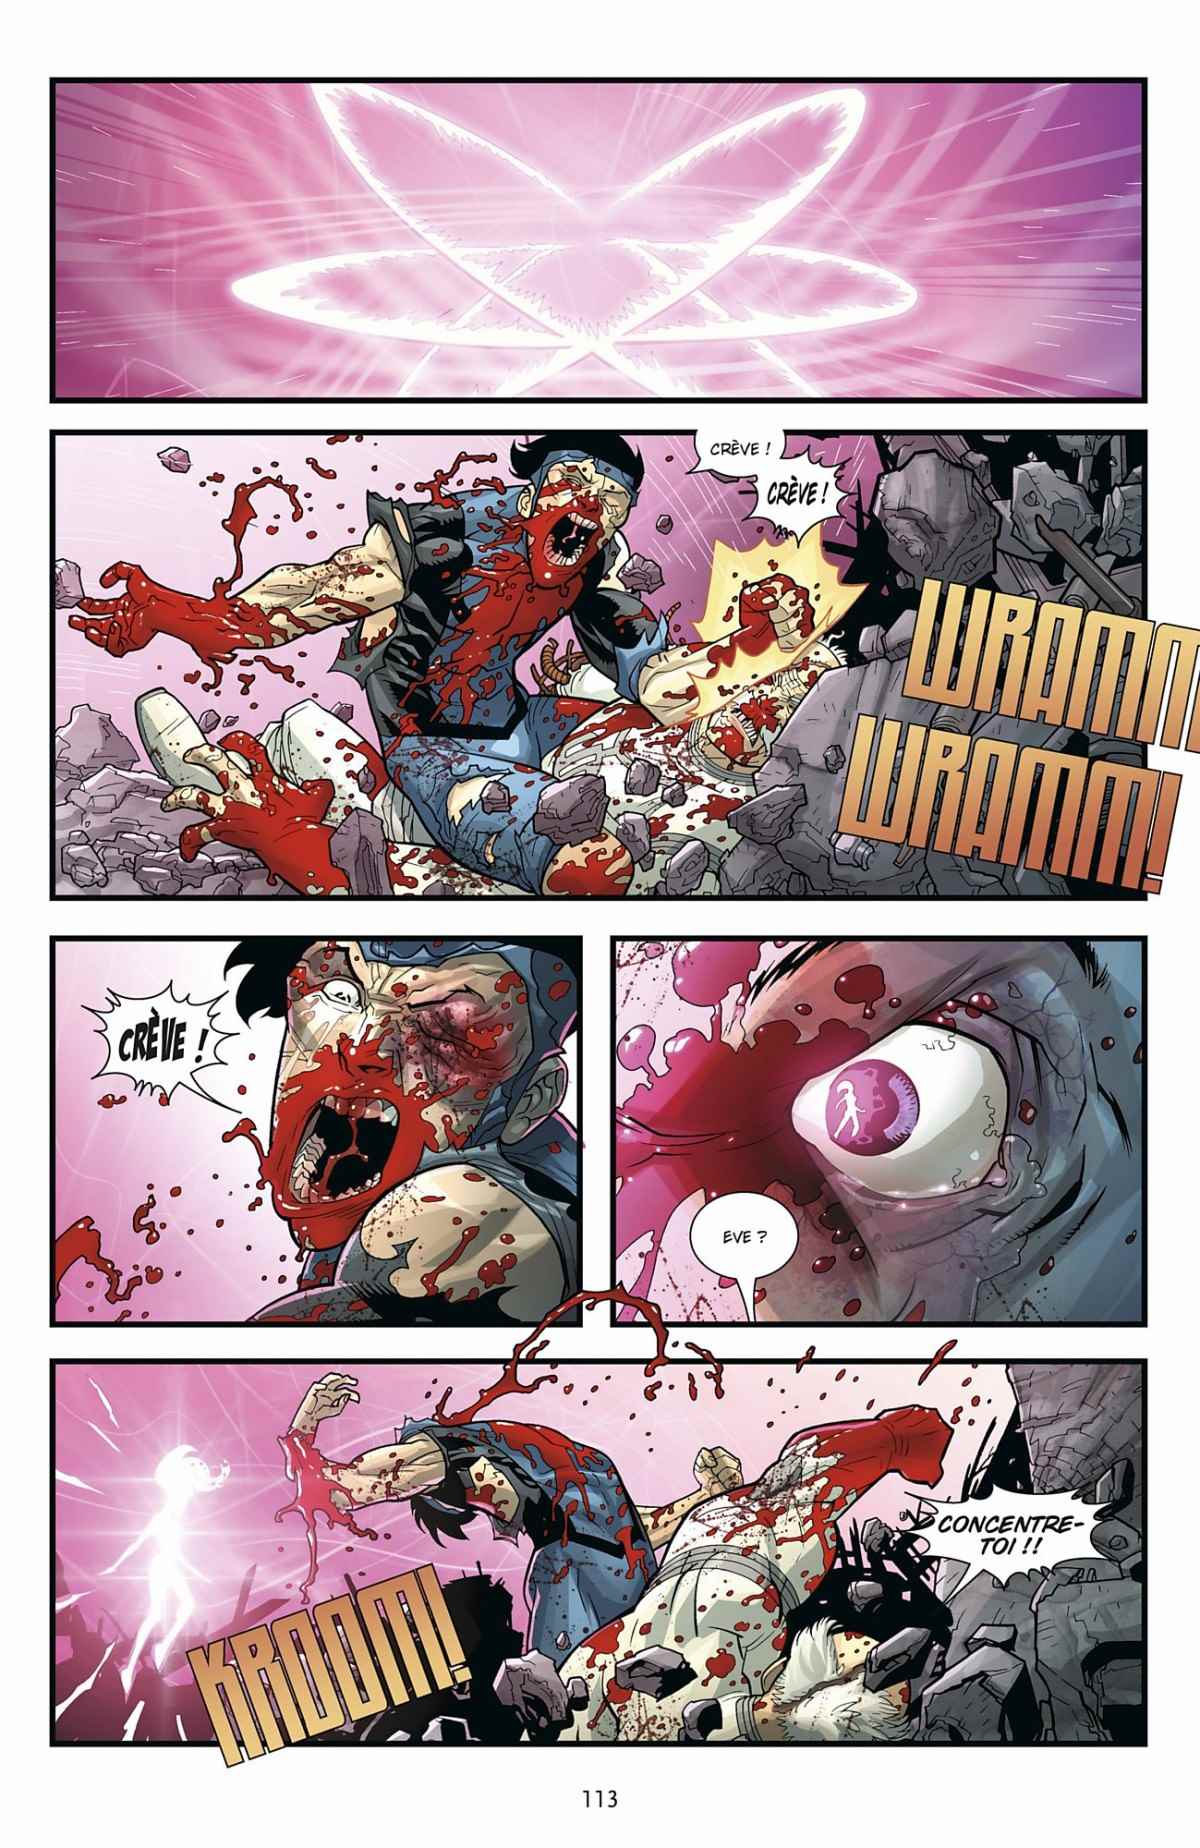 CRÈVE !
CRÈVE !
WRAMM
WRAMM!
CRÈVE !
EVE ?
CONCENTRE-
TOI !!
KROOM!
113